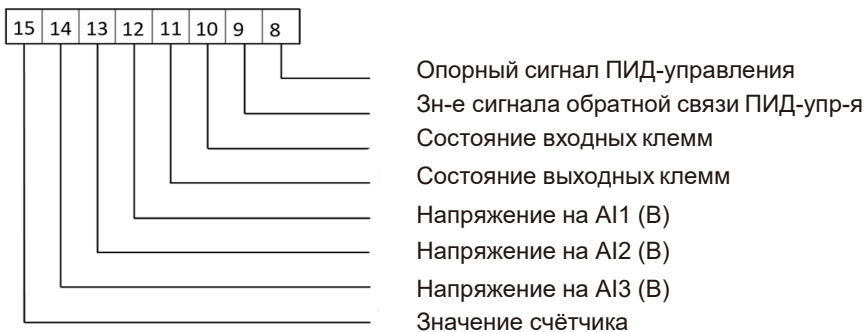 15 14 13 12 11 10 9 8
Опорный сигнал ПИД-управления
Зн-е сигнала обратной связи ПИД-упр-я
Состояние входных клемм
Состояние выходных клемм
Напряжение на AI1 (В)
Напряжение на AI2 (В)
Напряжение на AI3 (В)
Значение счётчика